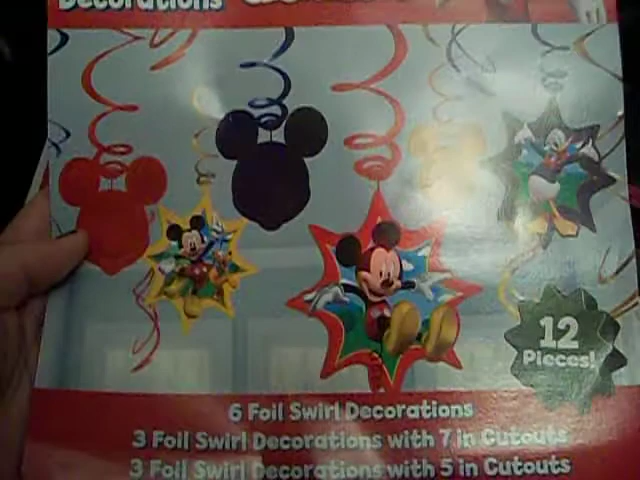 Decorations
12
Pieces!
6 Foil Swirl Decorations
3 Foil Swirl Decorations with 7 in Cutouts
3 Foil Swirl Decorations with 5 in Cutouts